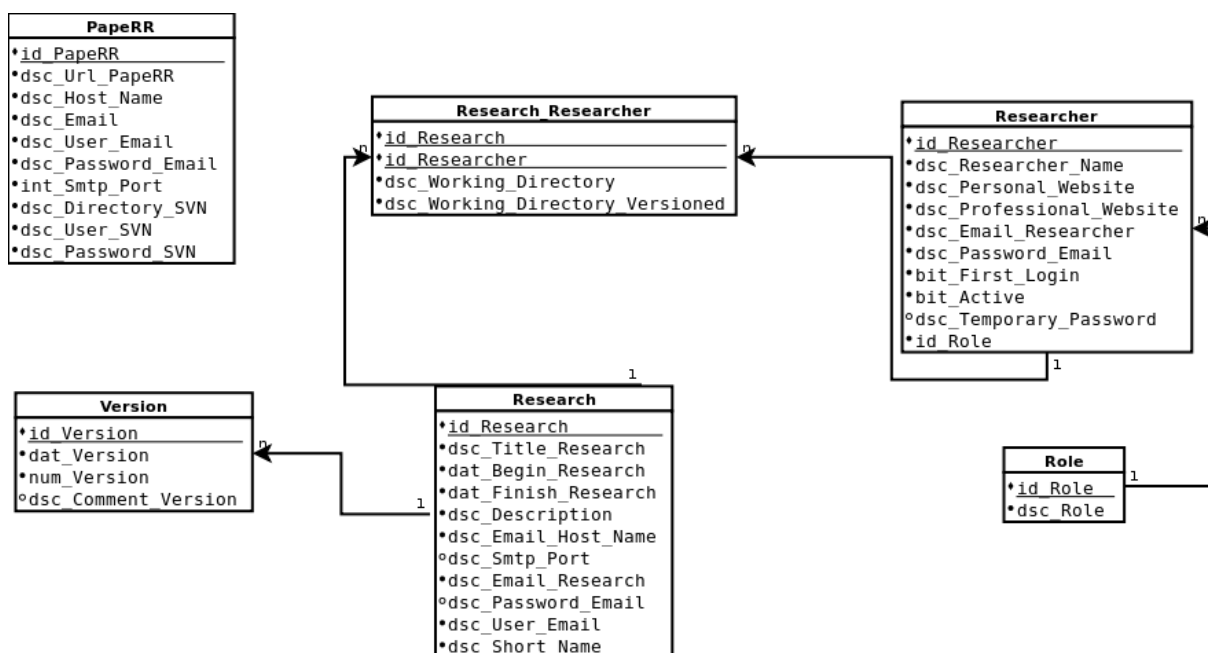 PapeRR
id_PapeRR
dsc_Url_PapeRR
dsc_Host_Name
dsc_Email
dsc_User_Email
dsc_Password_Email
int_Smtp_Port
dsc_Directory_SVN
dsc_User_SVN
dsc_Password_SVN
Research_Researcher
id_Research
id_Researcher
dsc_Working_Directory
dsc_Working_Directory_Versioned
n
n
Researcher
id_Researcher
dsc_Researcher_Name
dsc_Personal_Website
dsc_Professional_Website
dsc_Email_Researcher
dsc_Password_Email
bit_First_Login
bit_Active
dsc_Temporary_Password
id_Role
n
1
1
Version
id_Version
dat_Version
num_Version
dsc_Comment_Version
n
1
Research
id_Research
dsc_Title_Research
dat_Begin_Research
dat_Finish_Research
dsc_Description
dsc_Email_Host_Name
dsc_Smtp_Port
dsc_Email_Research
dsc_Password_Email
dsc_User_Email
dsc_Short_Name
Role
id_Role
dsc_Role
1